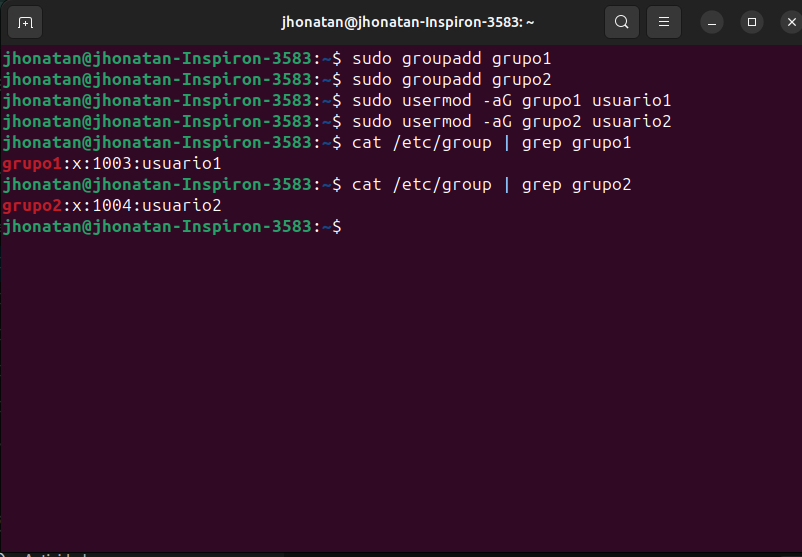 jhonatan@jhonatan-Inspiron-3583: ~
jhonatan@jhonatan-Inspiron-3583:~$ sudo groupadd grupo1
jhonatan@jhonatan-Inspiron-3583:~$ sudo groupadd grupo2
jhonatan@jhonatan-Inspiron-3583:~$ sudo usermod -aG grupo1 usuario1
jhonatan@jhonatan-Inspiron-3583:~$ sudo usermod -aG grupo2 usuario2
jhonatan@jhonatan-Inspiron-3583:~$ cat /etc/group | grep grupo1
grupo1:x:1003:usuario1
jhonatan@jhonatan-Inspiron-3583:~$ cat /etc/group | grep grupo2
grupo2:x:1004:usuario2
jhonatan@jhonatan-Inspiron-3583:~$